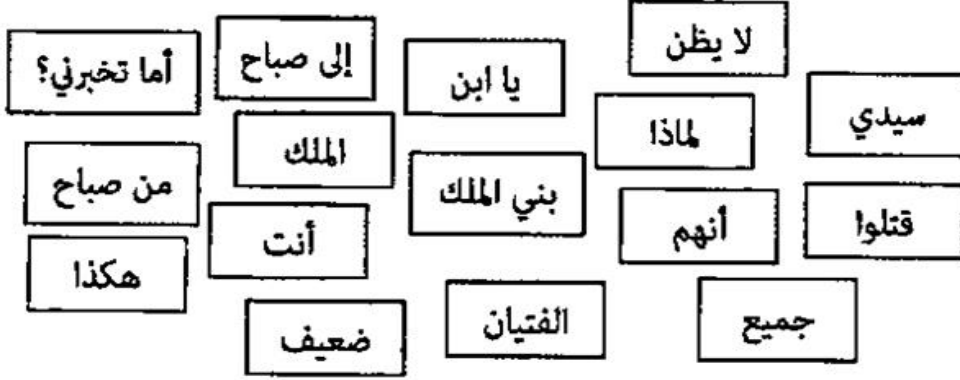 لا يظن
إلى صباح
يا ابن
أما تخبرني؟
سيدي
لماذا
الملك
من صباح
بني الملك
قتلوا
أنهم
أنت
هكذا
جميع
الفتيان
ضعيف